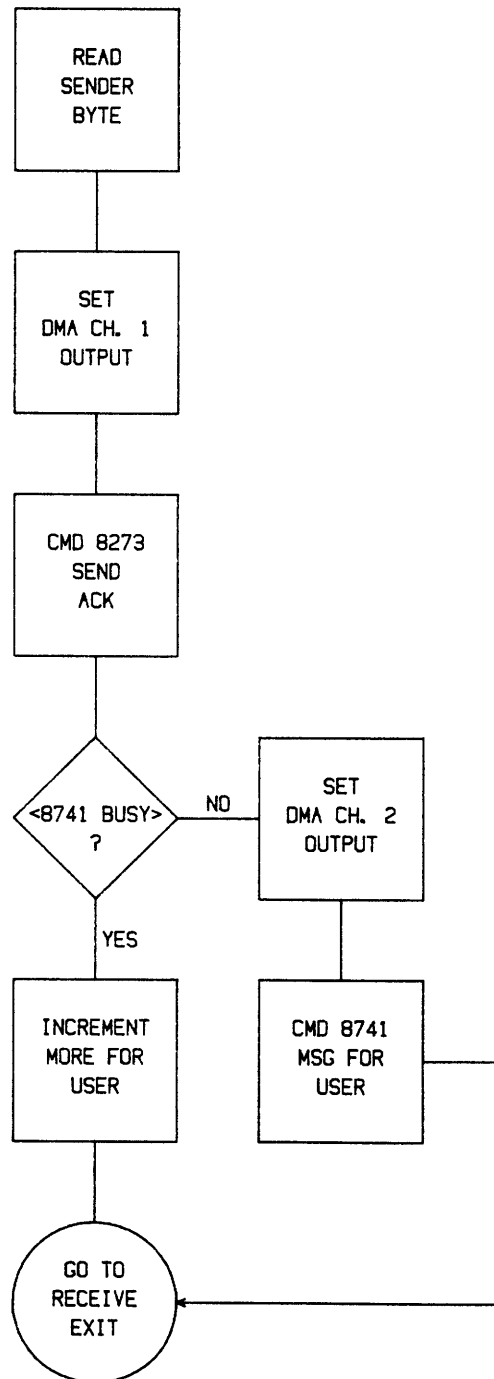 READ
SENDER
BYTE
SET
DMA CH. 1
OUTPUT
CMD 8273
SEND
ACK
<8741 BUSY>
?
NO
SET
DMA CH. 2
OUTPUT
YES
INCREMENT
MORE FOR
USER
CMD 8741
MSG FOR
USER
GO TO
RECEIVE
EXIT